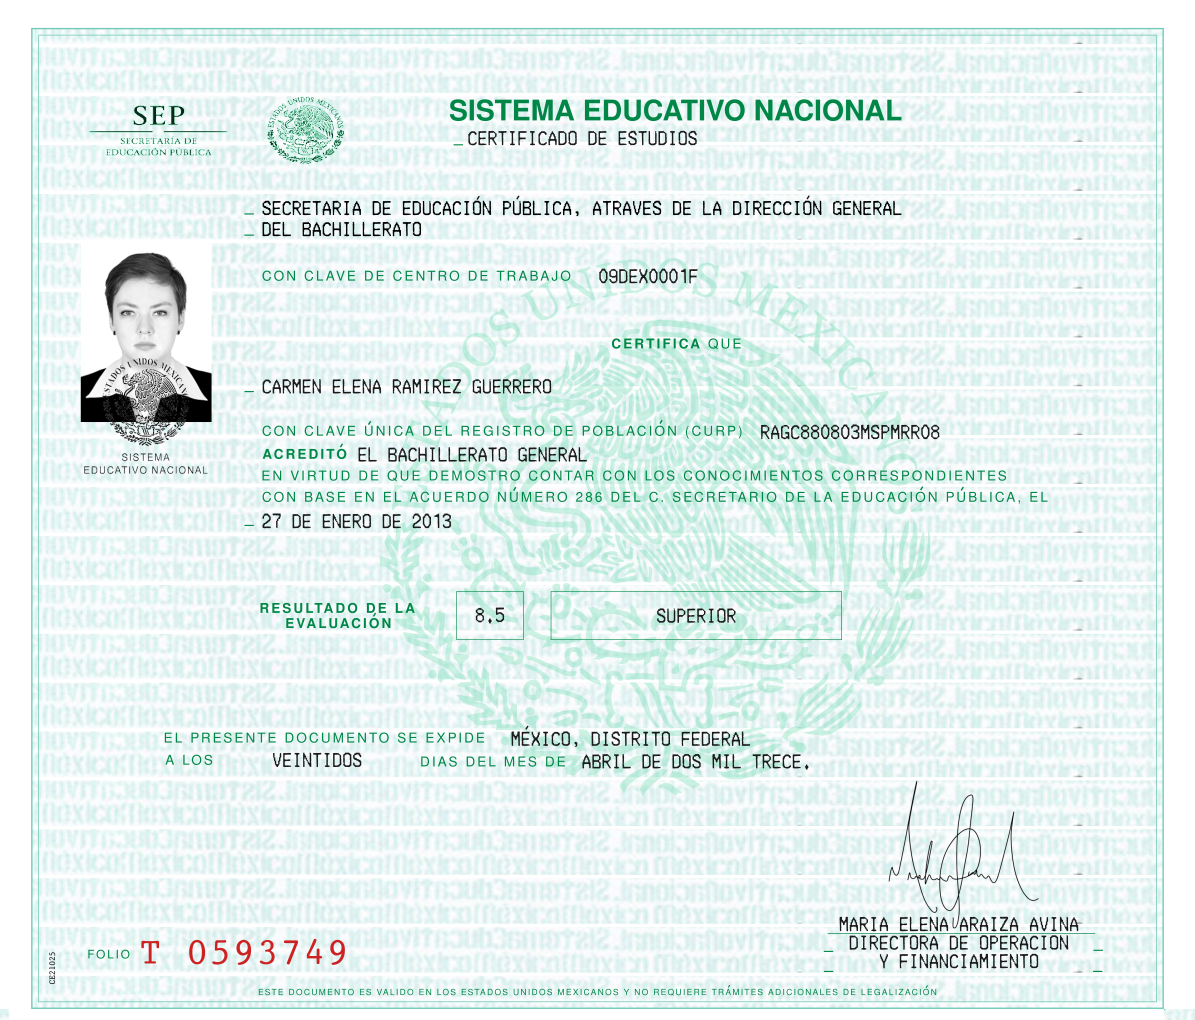 SEP
SECRETARÍA DE
EDUCACIÓN PÚBLICA
ESTADOS UNIDOS MEXICANOS
SISTEMA EDUCATIVO NACIONAL
CERTIFICADO DE ESTUDIOS
SECRETARIA DE EDUCACIÓN PÚBLICA, ATRAVES DE LA DIRECCIÓN GENERAL
DEL BACHILLERATO
CON CLAVE DE CENTRO DE TRABAJO 09DEX0001F
CERTIFICA QUE
CARMEN ELENA RAMIREZ GUERRERO
CON CLAVE ÚNICA DEL REGISTRO DE POBLACIÓN (CURP) RAGC880803MSPMRR08
ACREDITÓ EL BACHILLERATO GENERAL
EN VIRTUD DE QUE DEMOSTRO CONTAR CON LOS CONOCIMIENTOS CORRESPONDIENTES
CON BASE EN EL ACUERDO NÚMERO 286 DEL C. SECRETARIO DE LA EDUCACIÓN PÚBLICA, EL
27 DE ENERO DE 2013
SISTEMA
EDUCATIVO NACIONAL
RESULTADO DE LA
EVALUACIÓN
8.5 SUPERIOR
EL PRESENTE DOCUMENTO SE EXPIDE MÉXICO, DISTRITO FEDERAL
A LOS VEINTIDOS DIAS DEL MES DE ABRIL DE DOS MIL TRECE.
MARIA ELENA ARAIZA AVINA
DIRECTORA DE OPERACION
Y FINANCIAMIENTO
FOLIO T 0593749
CE21025
ESTE DOCUMENTO ES VALIDO EN LOS ESTADOS UNIDOS MEXICANOS Y NO REQUIERE TRÁMITES ADICIONALES DE LEGALIZACIÓN